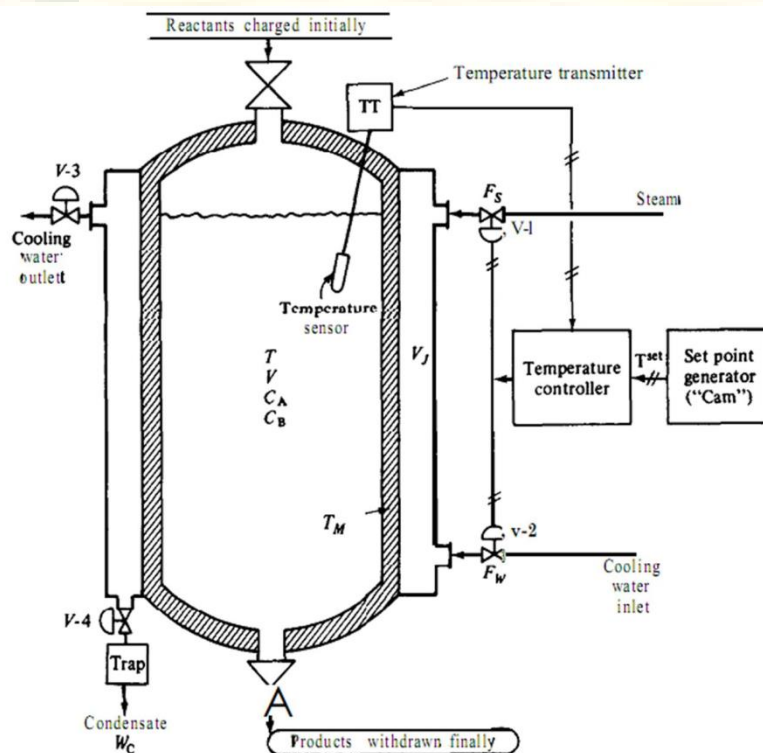 Reactants charged initially
Temperature transmitter
TT
V-3
F_S
Steam
Cooling
water
outlett
, V-l
Temperature
sensor
T
V
C_A
C_B
V_J
Temperature
controller
T^set
Set point
generator
("Cam")
T_M
, v-2
F_W
Cooling
water
inlet
V-4
Trap
A
Condensate
W_C
Products withdrawn finally